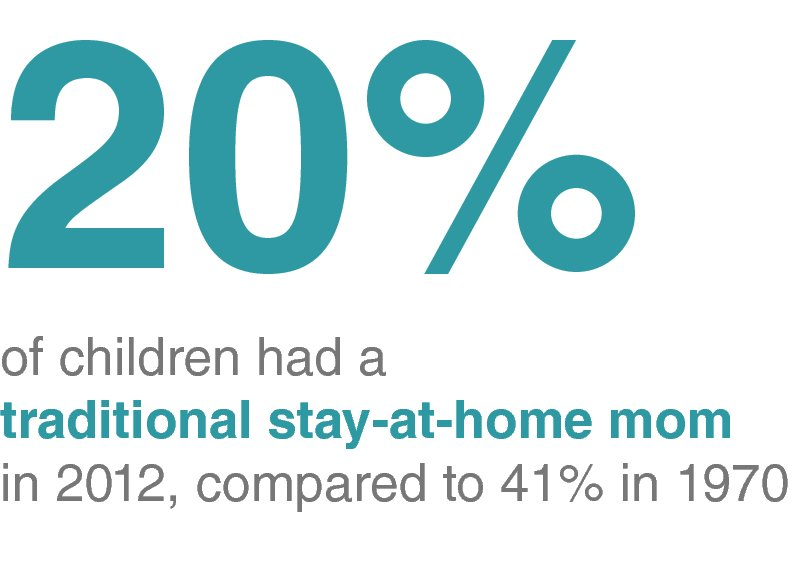 20%
of children had a
traditional stay-at-home mom
in 2012, compared to 41% in 1970